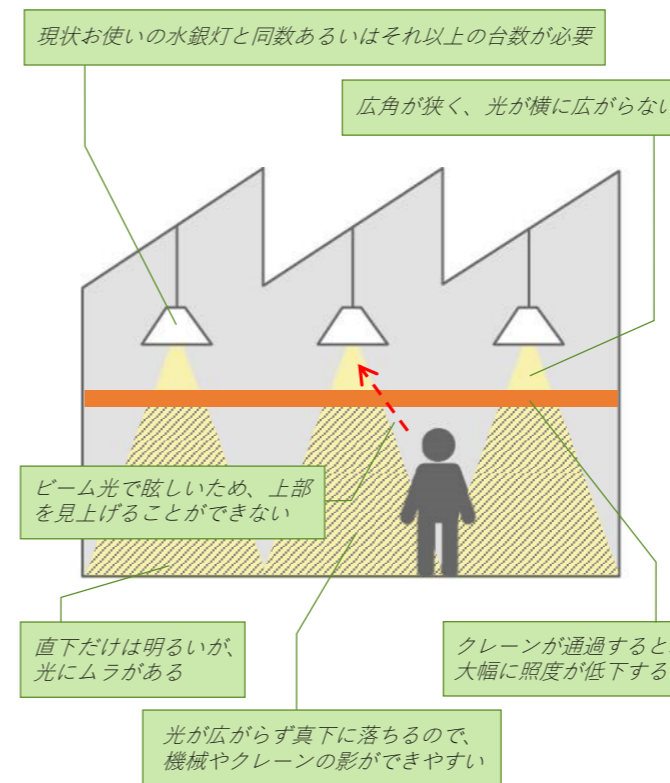 現状お使いの水銀灯と同数あるいはそれ以上の台数が必要
広角が狭く、光が横に広がらない
ビーム光で眩しいため、上部
を見上げることができない
直下だけは明るいが、
光にムラがある
クレーンが通過すると、
大幅に照度が低下する
光が広がらず真下に落ちるので、
機械やクレーンの影ができやすい